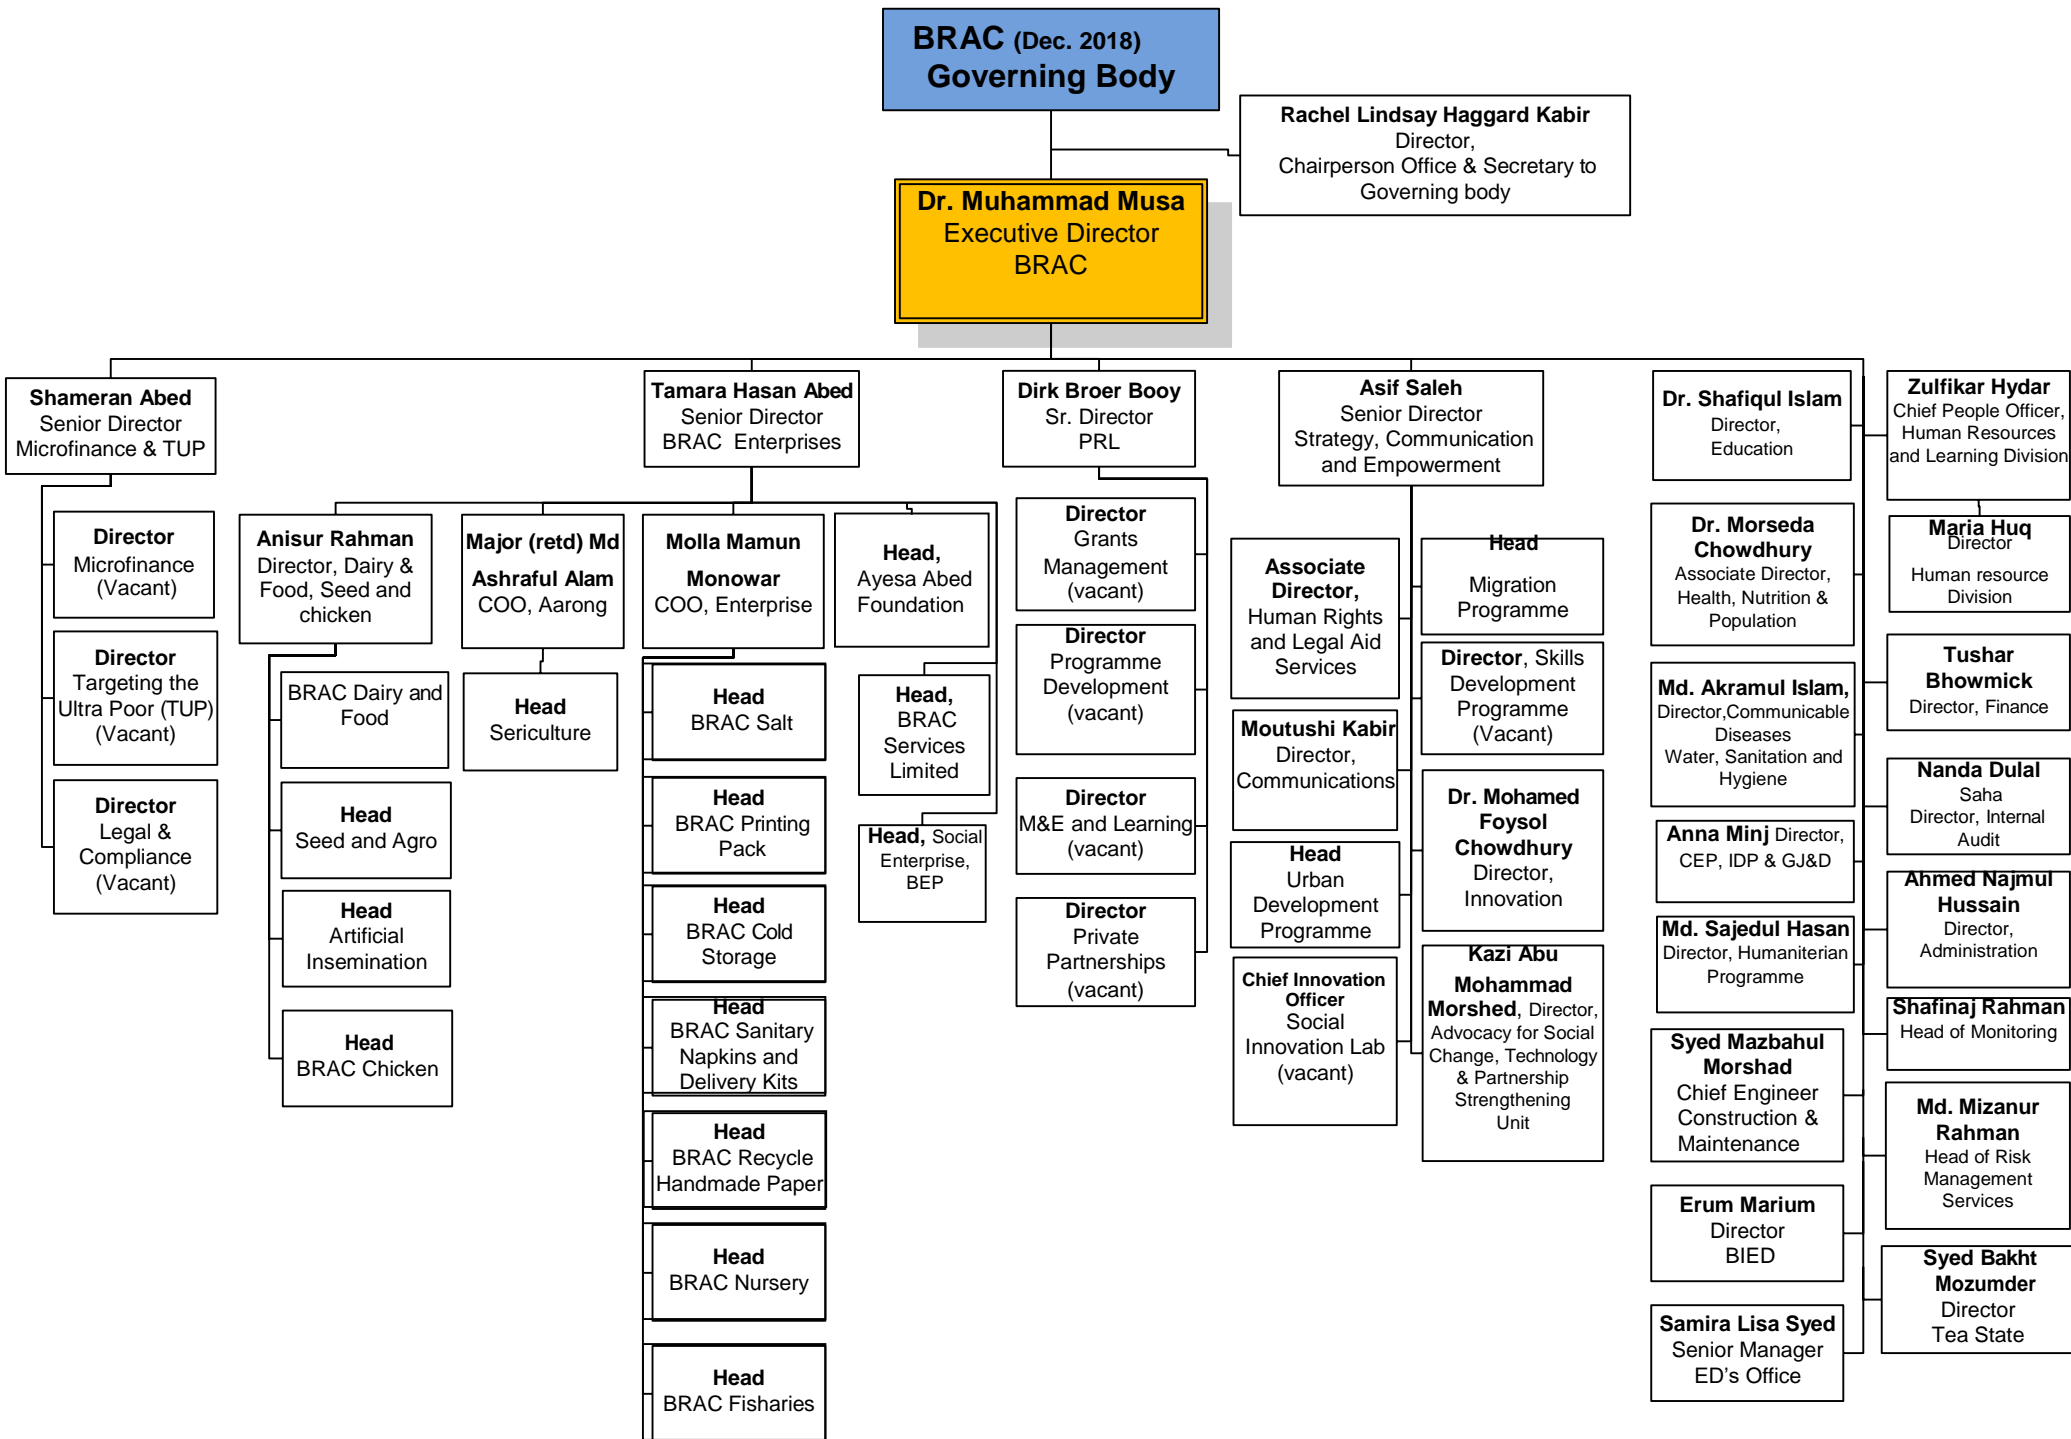 BRAC (Dec. 2018)
Governing Body
Rachel Lindsay Haggard Kabir
Director,
Chairperson Office & Secretary to
Governing body
Dr. Muhammad Musa
Executive Director
BRAC
Shameran Abed
Senior Director
Microfinance & TUP
Director
Microfinance
(Vacant)
Director
Targeting the
Ultra Poor (TUP)
(Vacant)
Director
Legal &
Compliance
(Vacant)
Tamara Hasan Abed
Senior Director
BRAC Enterprises
Anisur Rahman
Director, Dairy &
Food, Seed and
chicken
BRAC Dairy and
Food
Head
Seed and Agro
Head
Artificial
Insemination
Head
BRAC Chicken
Major (retd) Md
Ashraful Alam
COO, Aarong
Head
Sericulture
Molla Mamun
Monowar
COO, Enterprise
Head
BRAC Salt
Head
BRAC Printing
Pack
Head
BRAC Cold
Storage
Head
BRAC Sanitary
Napkins and
Delivery Kits
Head
BRAC Recycle
Handmade Paper
Head
BRAC Nursery
Head
BRAC Fisharies
Head,
Ayesa Abed
Foundation
Head,
BRAC
Services
Limited
Head, Social
Enterprise,
BEP
Dirk Broer Booy
Sr. Director
PRL
Director
Grants
Management
(vacant)
Director
Programme
Development
(vacant)
Director
M&E and Learning
(vacant)
Director
Private
Partnerships
(vacant)
Asif Saleh
Senior Director
Strategy, Communication
and Empowerment
Associate
Director,
Human Rights
and Legal Aid
Services
Moutushi Kabir
Director,
Communications
Head
Urban
Development
Programme
Chief Innovation
Officer
Social
Innovation Lab
(vacant)
Head
Migration
Programme
Director, Skills
Development
Programme
(Vacant)
Dr. Mohamed
Foysol
Chowdhury
Director,
Innovation
Kazi Abu
Mohammad
Morshed, Director,
Advocacy for Social
Change, Technology
& Partnership
Strengthening
Unit
Dr. Shafiqul Islam
Director,
Education
Dr. Morseda
Chowdhury
Associate Director,
Health, Nutrition &
Population
Md. Akramul Islam,
Director,Communicable
Diseases
Water, Sanitation and
Hygiene
Anna Minj Director,
CEP, IDP & GJ&D
Md. Sajedul Hasan
Director, Humaniterian
Programme
Syed Mazbahul
Morshad
Chief Engineer
Construction &
Maintenance
Erum Marium
Director
BIED
Samira Lisa Syed
Senior Manager
ED's Office
Zulfikar Hydar
Chief People Officer,
Human Resources
and Learning Division
Maria Huq
Director
Human resource
Division
Tushar
Bhowmick
Director, Finance
Nanda Dulal
Saha
Director, Internal
Audit
Ahmed Najmul
Hussain
Director,
Administration
Shafinaj Rahman
Head of Monitoring
Md. Mizanur
Rahman
Head of Risk
Management
Services
Syed Bakht
Mozumder
Director
Tea State